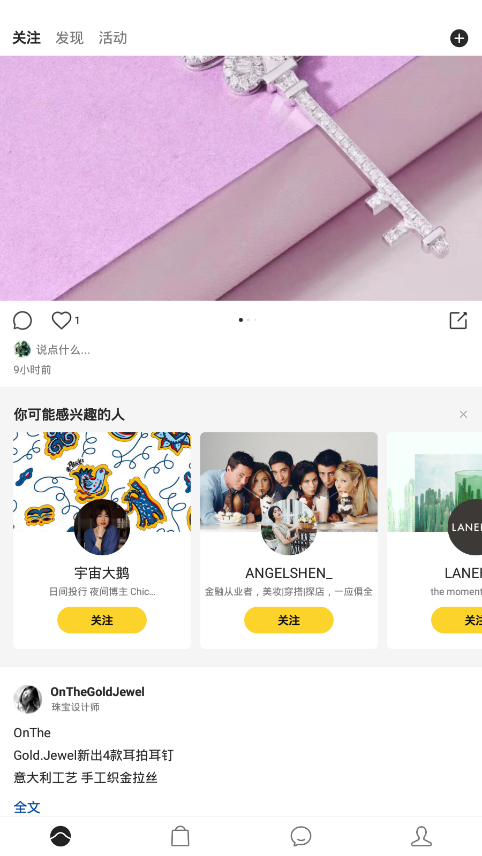 关注 发现 活动
1
说点什么...
9小时前
你可能感兴趣的人
宇宙大鹅
日间投行 夜间博主 Chic...
关注
ANGELSHEN_
金融从业者，美妆|穿搭|探店，一应俱全
关注
LANE
LANE
the moment
关注
OnTheGoldJewel
珠宝设计师
OnThe
Gold.Jewel新出4款耳拍耳钉
意大利工艺 手工织金拉丝
全文